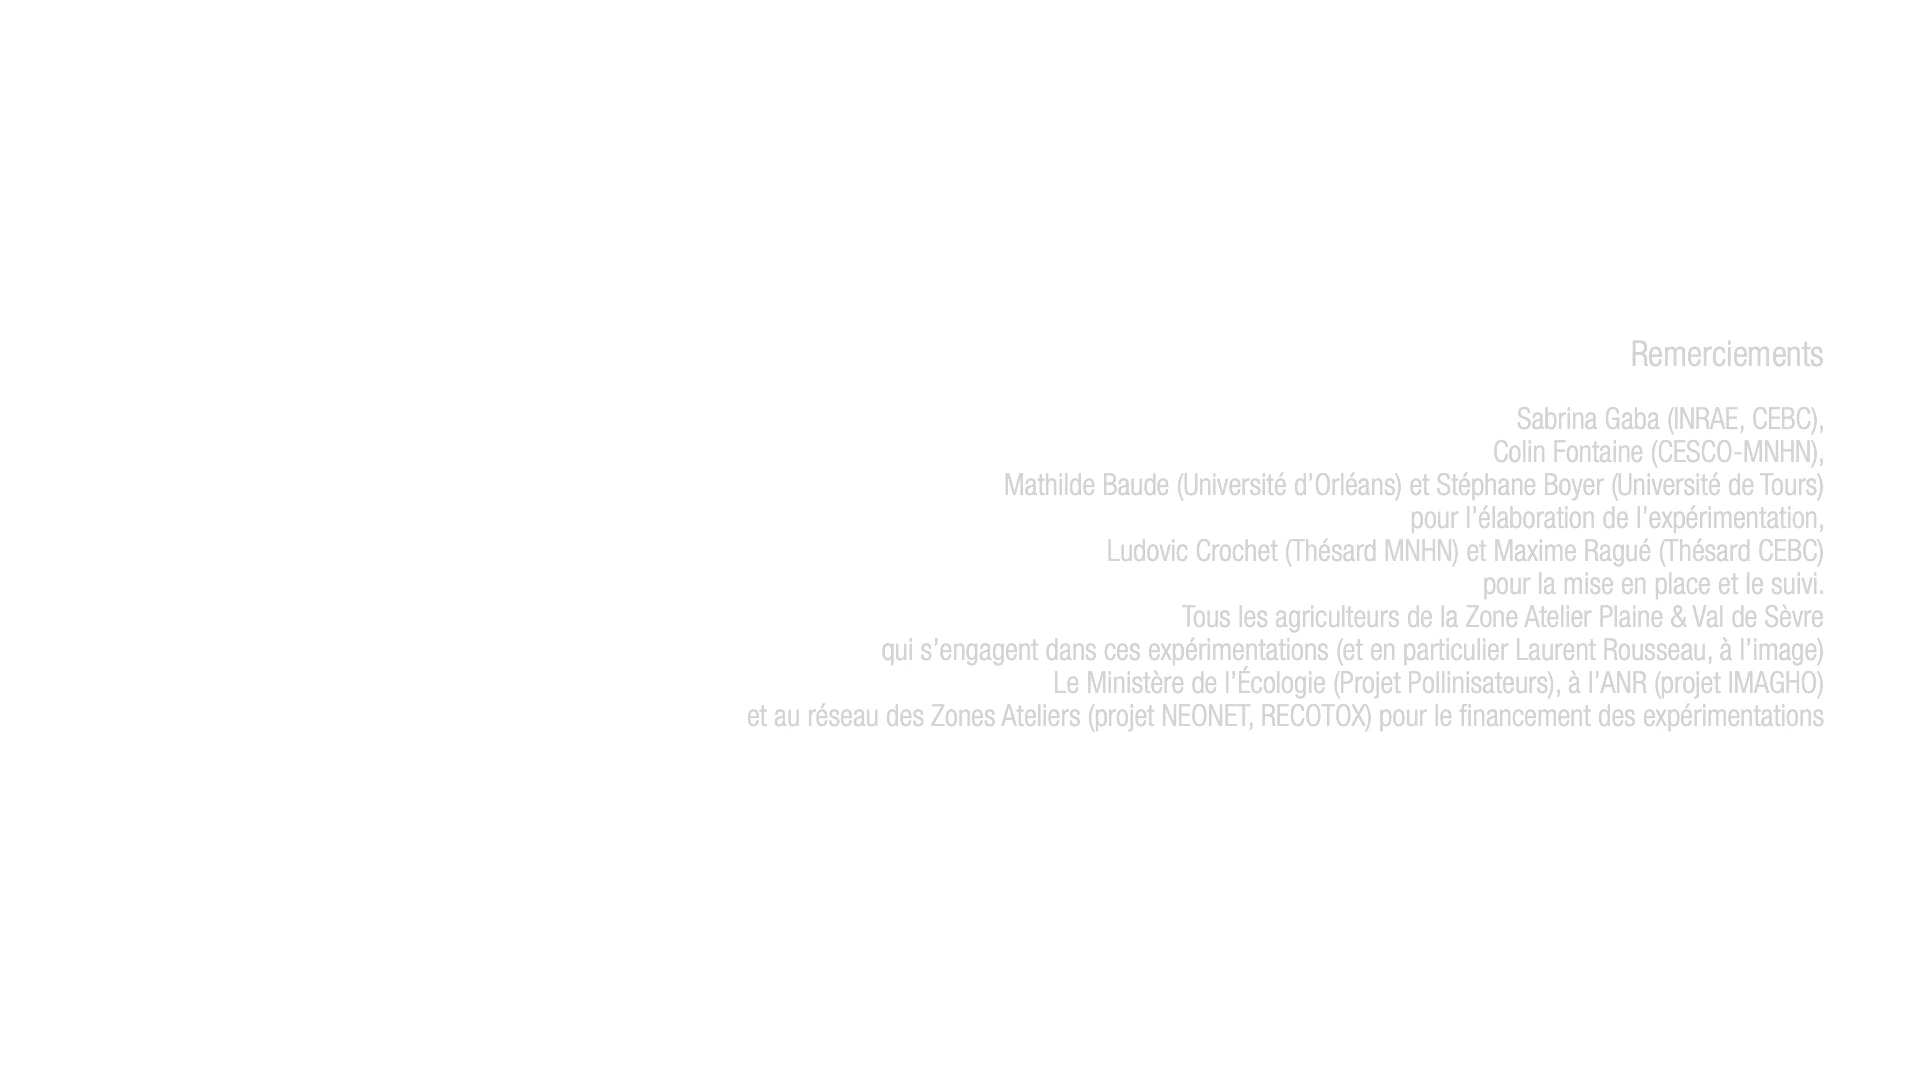 Remerciements
Sabrina Gaba (INRAE, CEBC),
Colin Fontaine (CESCO-MNHN),
Mathilde Baude (Université d’Orléans) et Stéphane Boyer (Université de Tours)
pour l’élaboration de l’expérimentation,
Ludovic Crochet (Thésard MNHN) et Maxime Ragué (Thésard CEBC)
pour la mise en place et le suivi.
Tous les agriculteurs de la Zone Atelier Plaine & Val de Sèvre
qui s’engagent dans ces expérimentations (et en particulier Laurent Rousseau, à l’image)
Le Ministère de l’Écologie (Projet Pollinisateurs), à l’ANR (projet IMAGHO)
et au réseau des Zones Ateliers (projet NEONET, RECOTOX) pour le financement des expérimentations